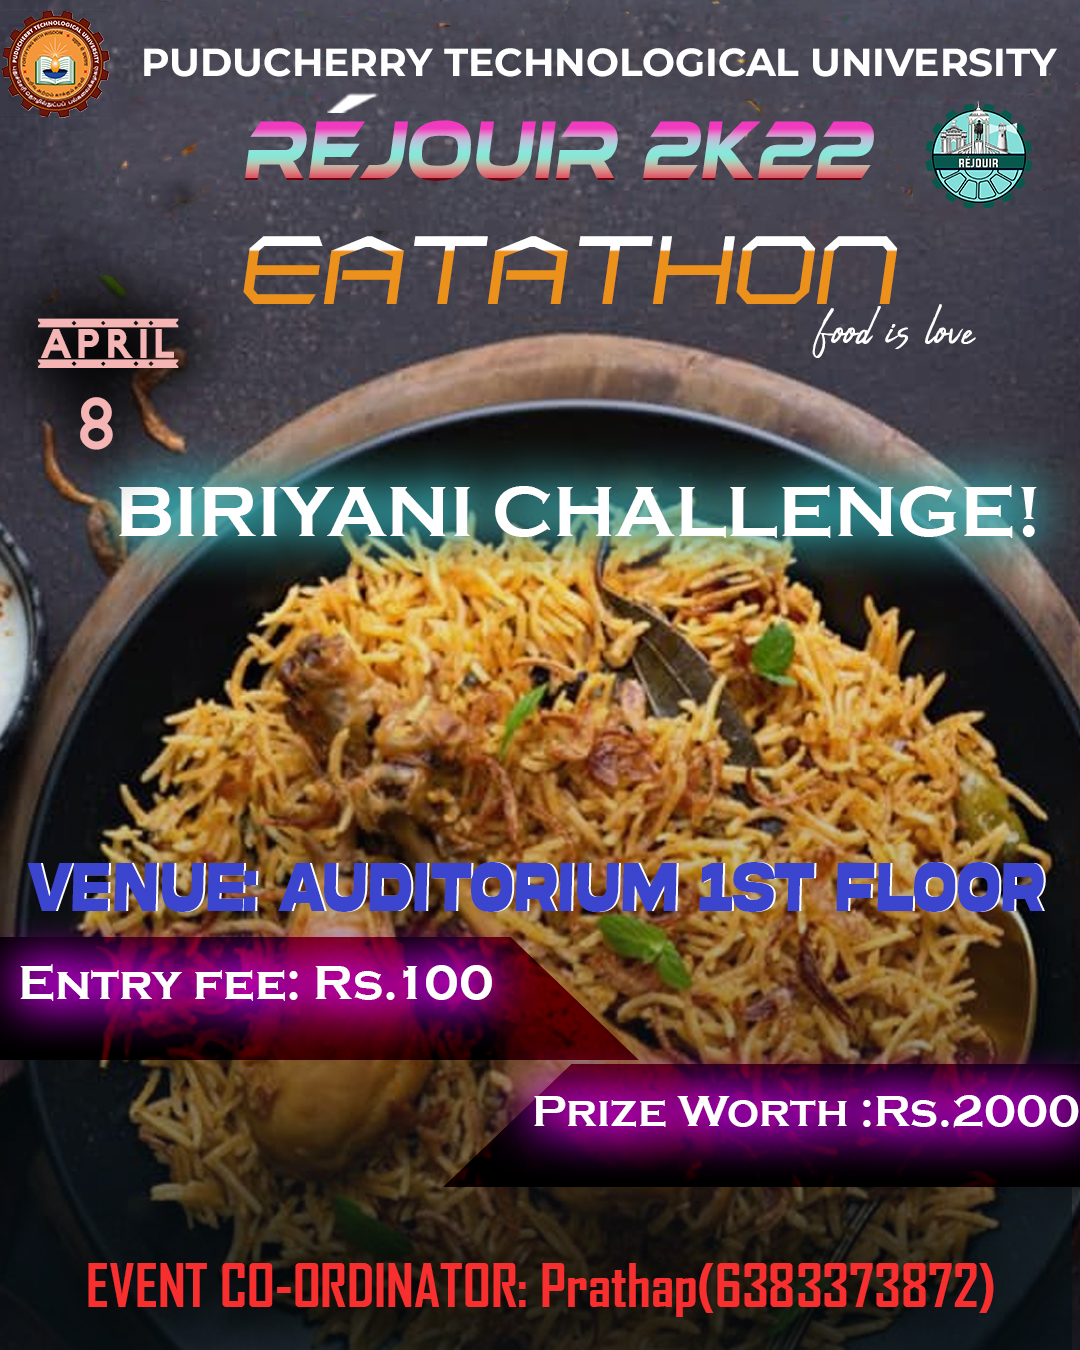 PUDUCHERRY TECHNOLOGICAL UNIVERSITY
RÉJOUIR 2K22
RÉJOUIR
EATATHON
food is love
APRIL
8
BIRIYANI CHALLENGE!
VENUE: AUDITORIUM 1ST FLOOR
ENTRY FEE: RS.100
PRIZE WORTH :RS.2000
EVENT CO-ORDINATOR: Prathap(6383373872)